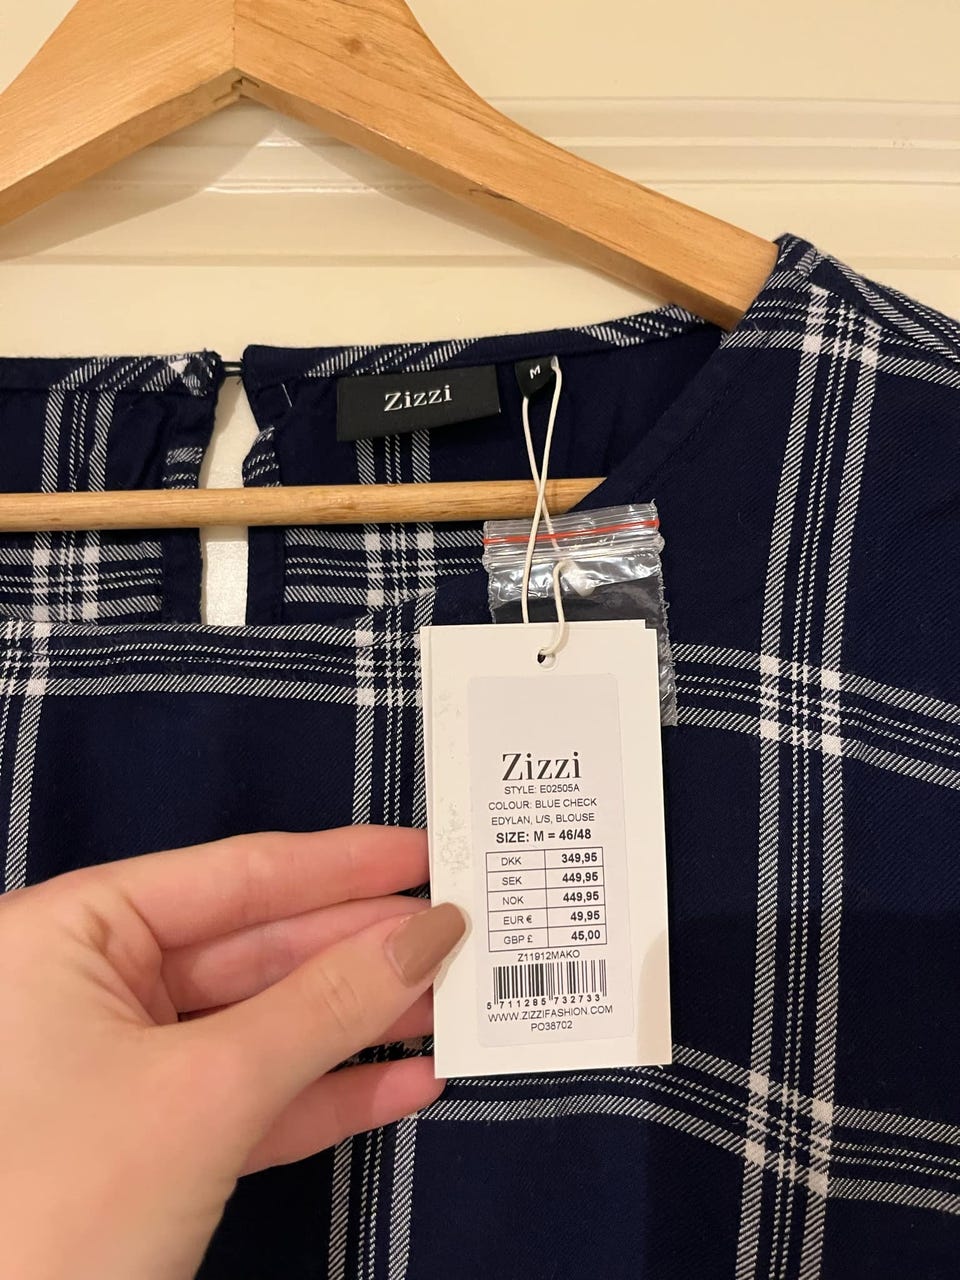 Zizzi
M
Zizzi
STYLE: E02505A
COLOUR: BLUE CHECK
EDYLAN, L/S, BLOUSE
SIZE: M = 46/48
DKK 349,95
SEK 449,95
NOK 449,95
EUR € 49,95
GBP £ 45,00
Z11912MAKO
5 711285 732733
WWW.ZIZZIFASHION.COM
PO38702